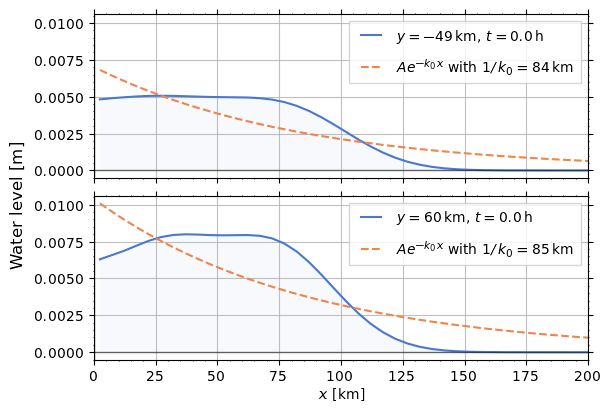 0.0100
0.0075
0.0050
0.0025
0.0000
y = −49 km, t = 0.0 h
Ae^{−k₀x} with 1/k₀ = 84 km
Water level [m]
0.0100
0.0075
0.0050
0.0025
0.0000
y = 60 km, t = 0.0 h
Ae^{−k₀x} with 1/k₀ = 85 km
0 25 50 75 100 125 150 175 200
x [km]